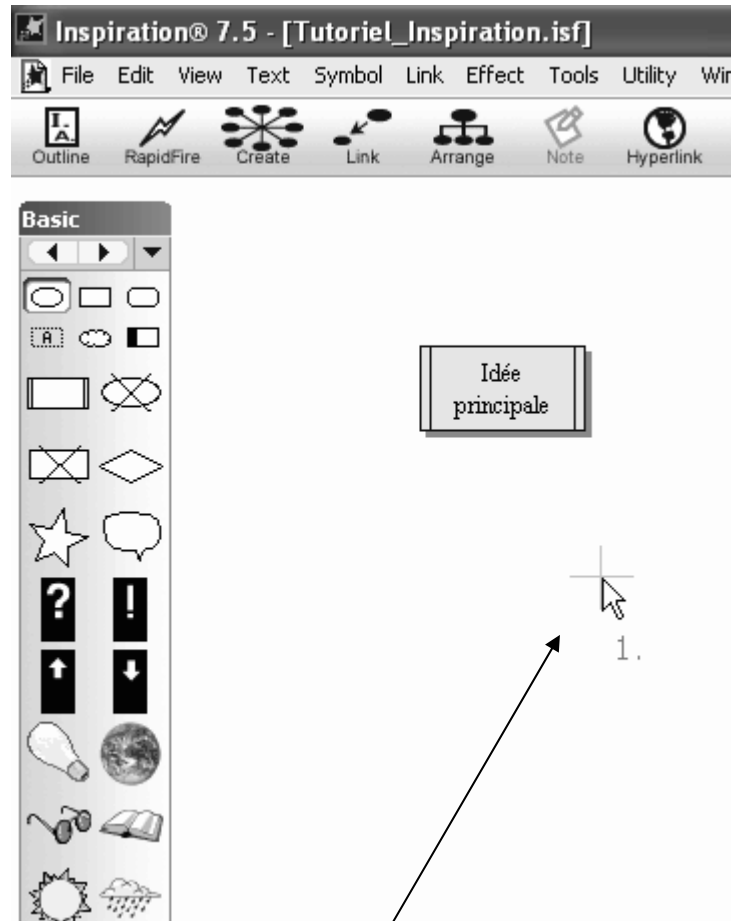 Inspiration® 7.5 - [Tutoriel_Inspiration.isf]
File Edit View Text Symbol Link Effect Tools Utility Wir
I.
A.
Outline RapidFire Create Link Arrange Note Hyperlink
Basic
A
Idée
principale
? !
1.